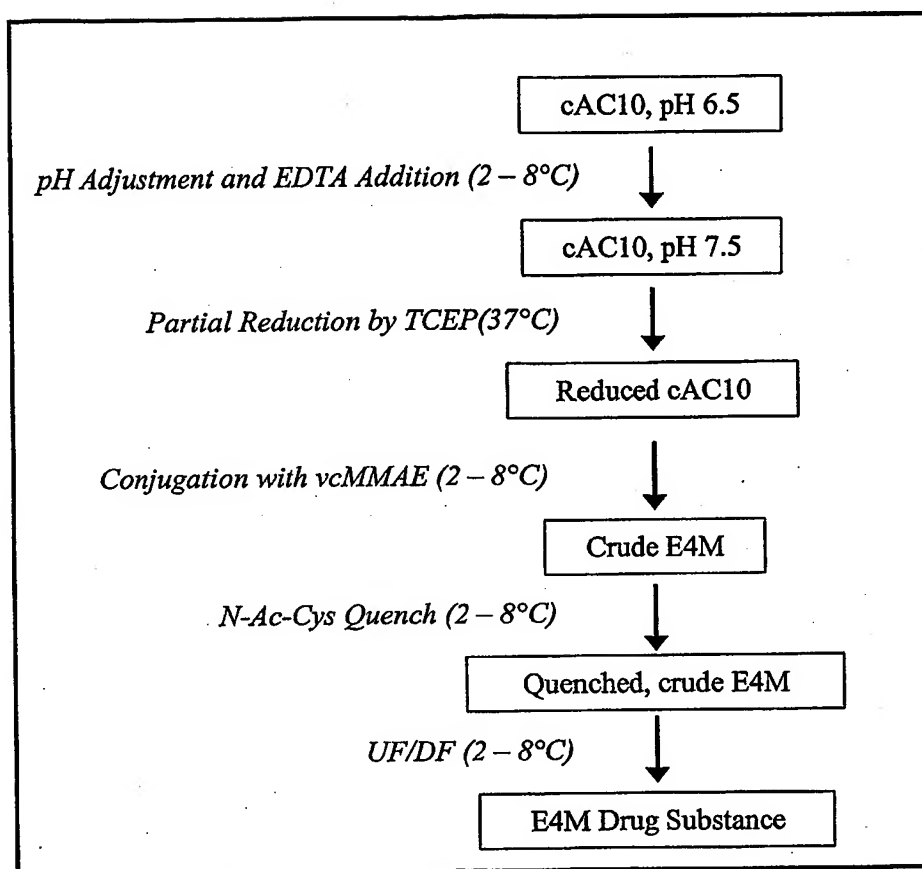 cAC10, pH 6.5
pH Adjustment and EDTA Addition (2 – 8°C)
cAC10, pH 7.5
Partial Reduction by TCEP(37°C)
Reduced cAC10
Conjugation with vcMMAE (2 – 8°C)
Crude E4M
N-Ac-Cys Quench (2 – 8°C)
Quenched, crude E4M
UF/DF (2 – 8°C)
E4M Drug Substance